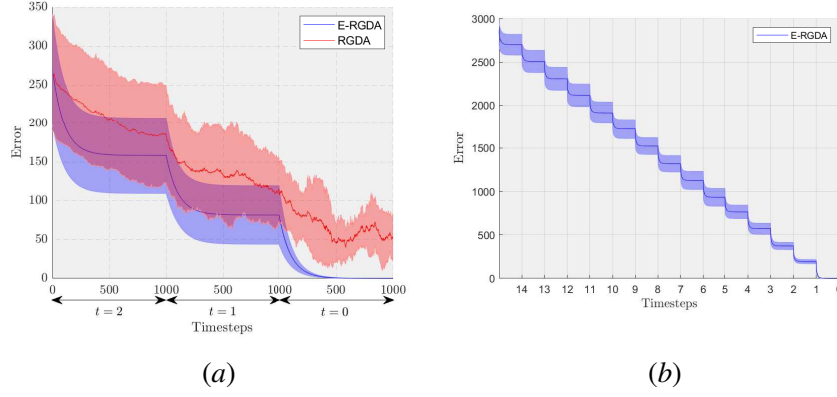 350
300
250
200
150
100
50
0
Error
E-RGDA
RGDA
0 500 1000 500 1000 500 1000
t = 2 t = 1 t = 0
Timesteps
(a)
3000
2500
2000
1500
1000
500
0
Error
E-RGDA
14 13 12 11 10 9 8 7 6 5 4 3 2 1 0
Timesteps
(b)